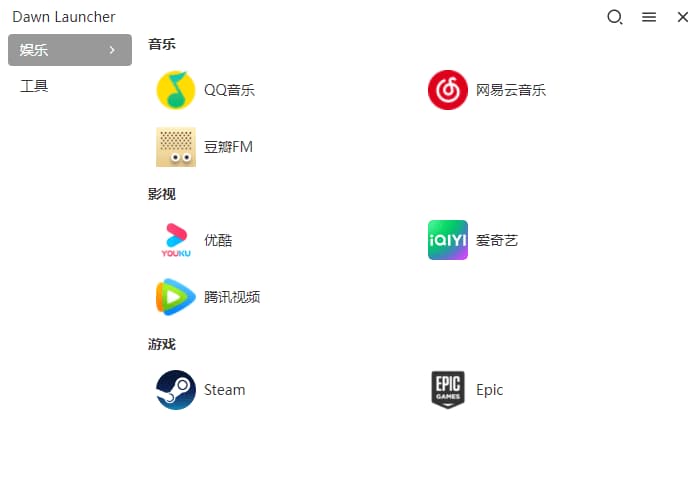 Dawn Launcher
娱乐
工具
音乐
QQ音乐
网易云音乐
豆瓣FM
影视
YOUKU
优酷
iQIYI
爱奇艺
腾讯视频
游戏
Steam
EPIC
GAMES
Epic